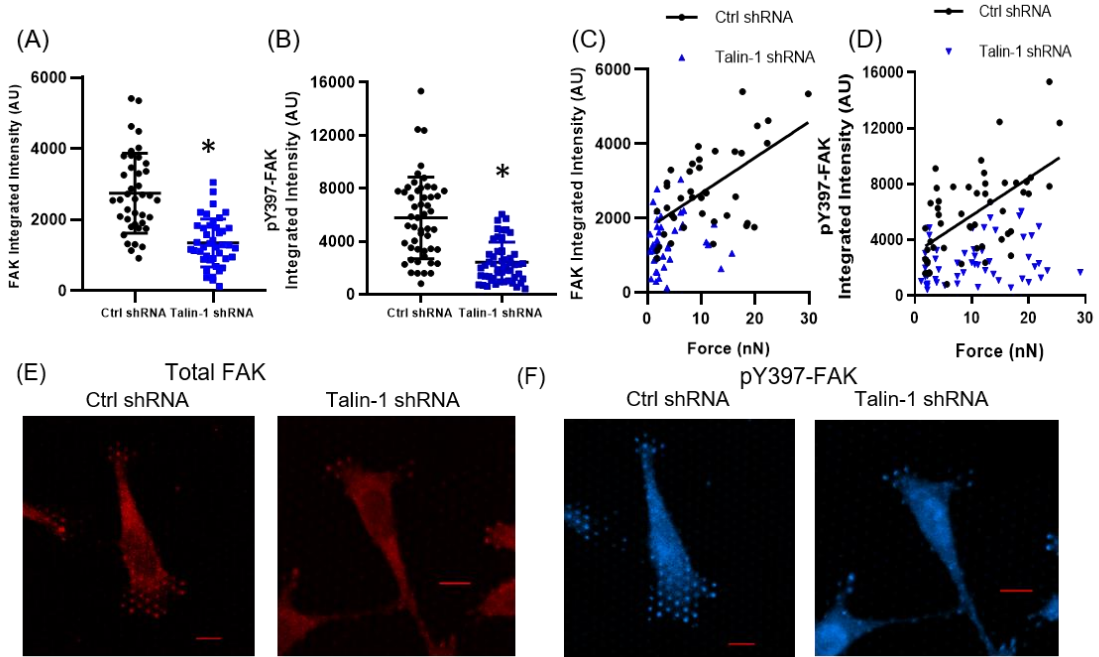 (A)
FAK Integrated Intensity (AU)
6000
4000
2000
0
*
Ctrl shRNA Talin-1 shRNA
(B)
pY397-FAK
Integrated Intensity (AU)
16000
12000
8000
4000
0
*
Ctrl shRNA Talin-1 shRNA
(C)
Ctrl shRNA
Talin-1 shRNA
FAK Integrated Intensity (AU)
6000
4000
2000
0
0 10 20 30
Force (nN)
(D)
Ctrl shRNA
Talin-1 shRNA
pY397-FAK
Integrated Intensity (AU)
16000
12000
8000
4000
0
0 10 20 30
Force (nN)
(E)
Total FAK
Ctrl shRNA Talin-1 shRNA
(F)
pY397-FAK
Ctrl shRNA Talin-1 shRNA